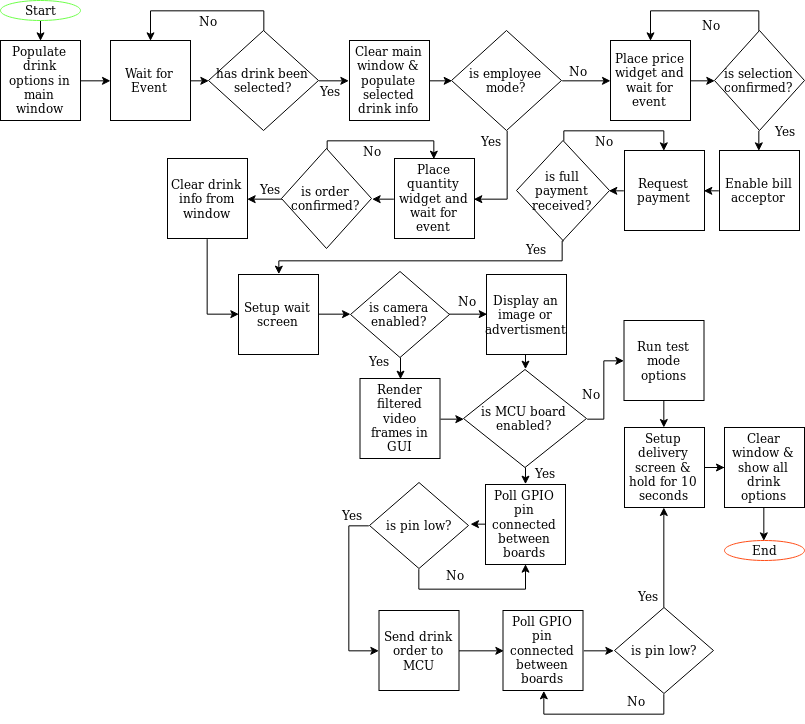 Start
Populate
drink
options in
main
window
Wait for
Event
No
has drink been
selected?
Yes
Clear main
window &
populate
selected
drink info
is employee
mode?
No
Yes
Place price
widget and
wait for
event
No
is selection
confirmed?
Yes
Enable bill
acceptor
Request
payment
No
is full
payment
received?
Yes
Place
quantity
widget and
wait for
event
No
is order
confirmed?
Yes
Clear drink
info from
window
Setup wait
screen
is camera
enabled?
No
Yes
Display an
image or
advertisment
Render
filtered
video
frames in
GUI
is MCU board
enabled?
No
Yes
Run test
mode
options
Setup
delivery
screen &
hold for 10
seconds
Clear
window &
show all
drink
options
End
Poll GPIO
pin
connected
between
boards
is pin low?
Yes
No
Send drink
order to
MCU
Poll GPIO
pin
connected
between
boards
is pin low?
Yes
No